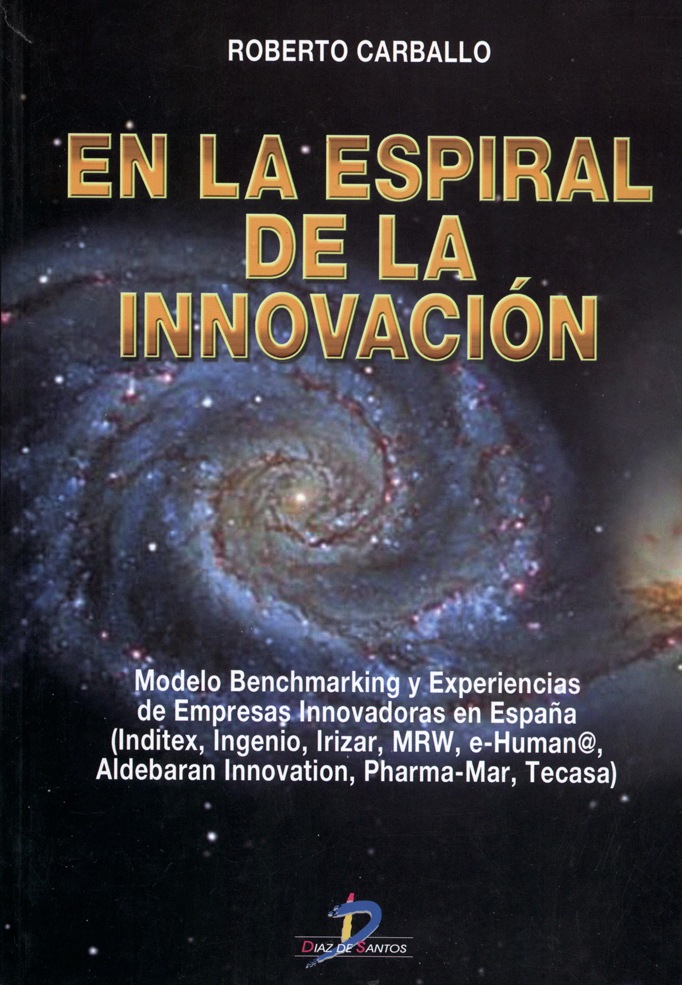 ROBERTO CARBALLO
EN LA ESPIRAL
DE LA
INNOVACIÓN
Modelo Benchmarking y Experiencias
de Empresas Innovadoras en España
(Inditex, Ingenio, Irizar, MRW, e-Human@,
Aldebaran Innovation, Pharma-Mar, Tecasa)
DIAZ DE SANTOS